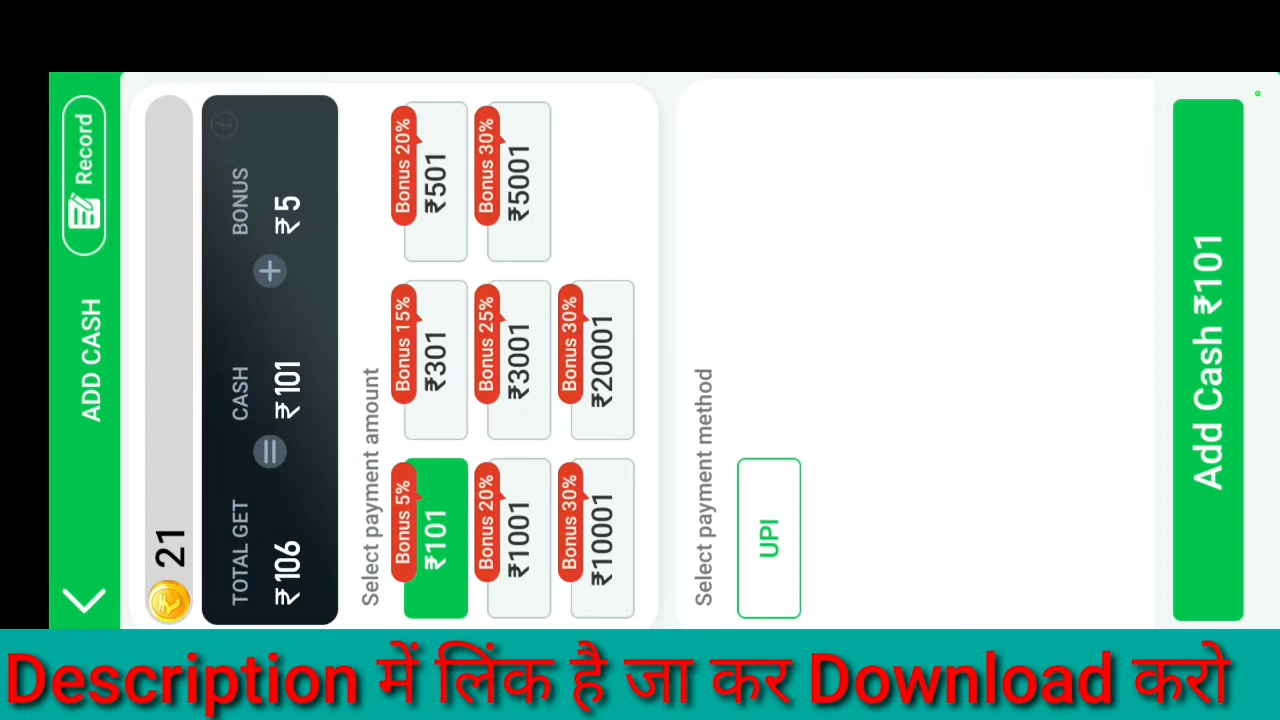 ADD CASH
Record
21
TOTAL GET
CASH
BONUS
₹106
=
₹101
+
₹5
Select payment amount
Bonus 5%
₹101
Bonus 15%
₹301
Bonus 20%
₹501
Bonus 20%
₹1001
Bonus 25%
₹3001
Bonus 30%
₹5001
Bonus 30%
₹10001
Bonus 30%
₹20001
Select payment method
UPI
Add Cash ₹101
Description में लिंक है जा कर Download करो